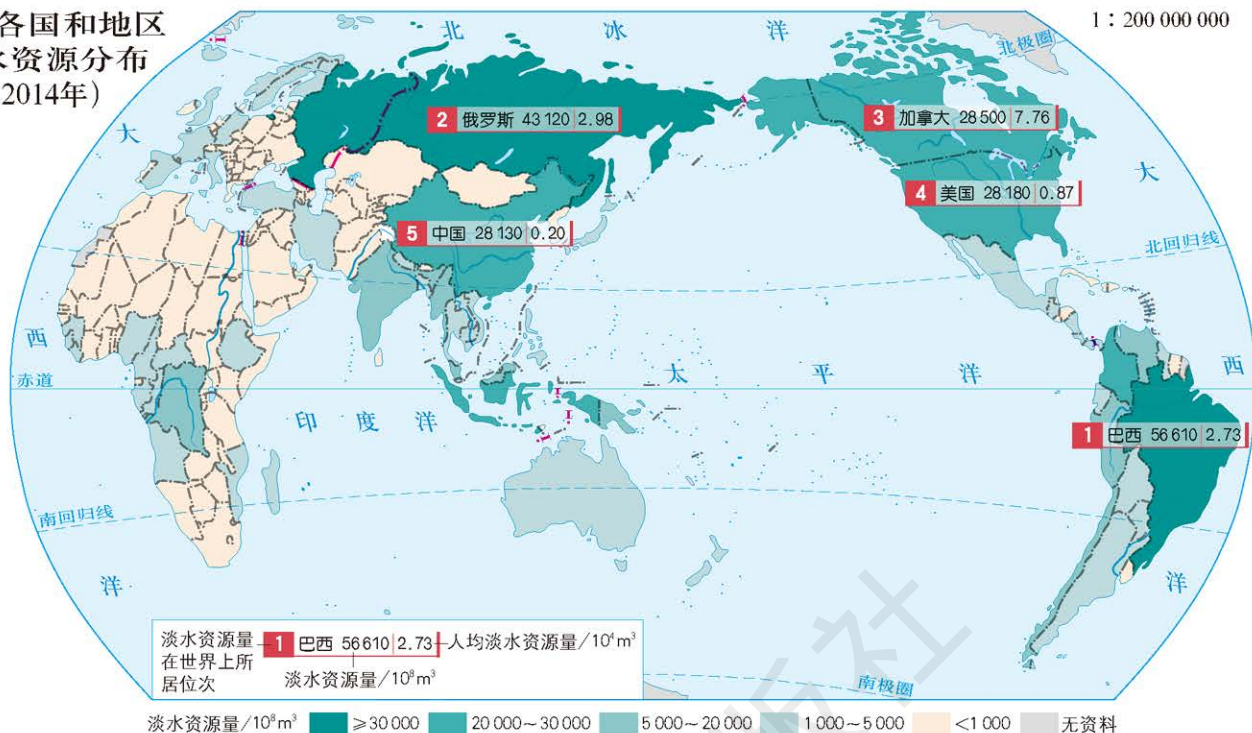 各国和地区
水资源分布
2014年）
1：200 000 000
北 冰 洋
北极圈
大
2 俄罗斯 43 120 2.98
3 加拿大 28 500 7.76
大
4 美国 28 180 0.87
5 中国 28 130 0.20
北回归线
西
赤道
太 平 洋
西
印 度 洋
1 巴西 56 610 2.73
南回归线
洋
洋
淡水资源量
在世界上所
居位次
1 巴西 56 610 2.73
人均淡水资源量/10⁴m³
淡水资源量/10⁸m³
南极圈
淡水资源量/10⁸m³ ≥30 000 20 000～30 000 5 000～20 000 1 000～5 000 <1 000 无资料
版社